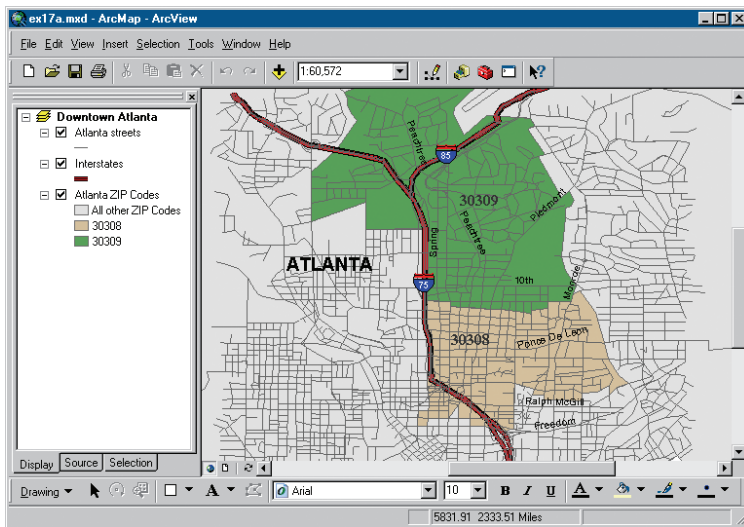 ex17a.mxd - ArcMap - ArcView
File Edit View Insert Selection Tools Window Help
1:60,572
Downtown Atlanta
Atlanta streets
Interstates
Atlanta ZIP Codes
All other ZIP Codes
30308
30309
Peachtree
85
30309
Piedmont
Peachtree
Spring
ATLANTA
75
10th
Monroe
30308
Ponce De Leon
Ralph McGill
Freedom
Display Source Selection
Drawing A Arial 10 B I U A
5831.91 2333.51 Miles